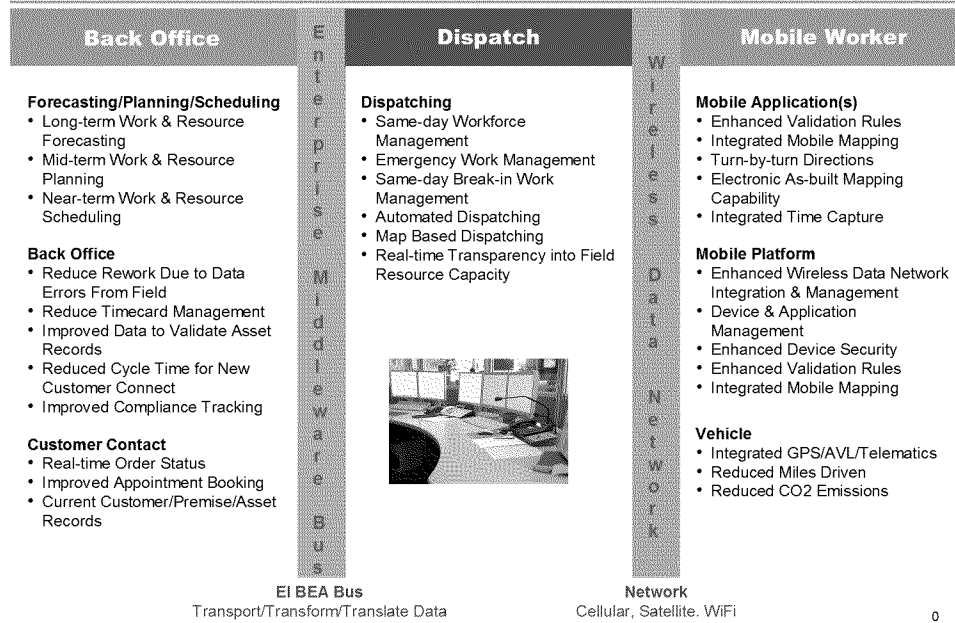 Back Office
Forecasting/Planning/Scheduling
• Long-term Work & Resource
Forecasting
• Mid-term Work & Resource
Planning
• Near-term Work & Resource
Scheduling
Back Office
• Reduce Rework Due to Data
Errors From Field
• Reduce Timecard Management
• Improved Data to Validate Asset
Records
• Reduced Cycle Time for New
Customer Connect
• Improved Compliance Tracking
Customer Contact
• Real-time Order Status
• Improved Appointment Booking
• Current Customer/Premise/Asset
Records
Enterprise Middleware Bus
EI BEA Bus
Transport/Transform/Translate Data
Dispatch
Dispatching
• Same-day Workforce
Management
• Emergency Work Management
• Same-day Break-in Work
Management
• Automated Dispatching
• Map Based Dispatching
• Real-time Transparency into Field
Resource Capacity
Wireless Data Network
Network
Cellular, Satellite. WiFi
Mobile Worker
Mobile Application(s)
• Enhanced Validation Rules
• Integrated Mobile Mapping
• Turn-by-turn Directions
• Electronic As-built Mapping
Capability
• Integrated Time Capture
Mobile Platform
• Enhanced Wireless Data Network
Integration & Management
• Device & Application
Management
• Enhanced Device Security
• Enhanced Validation Rules
• Integrated Mobile Mapping
Vehicle
• Integrated GPS/AVL/Telematics
• Reduced Miles Driven
• Reduced CO2 Emissions
0